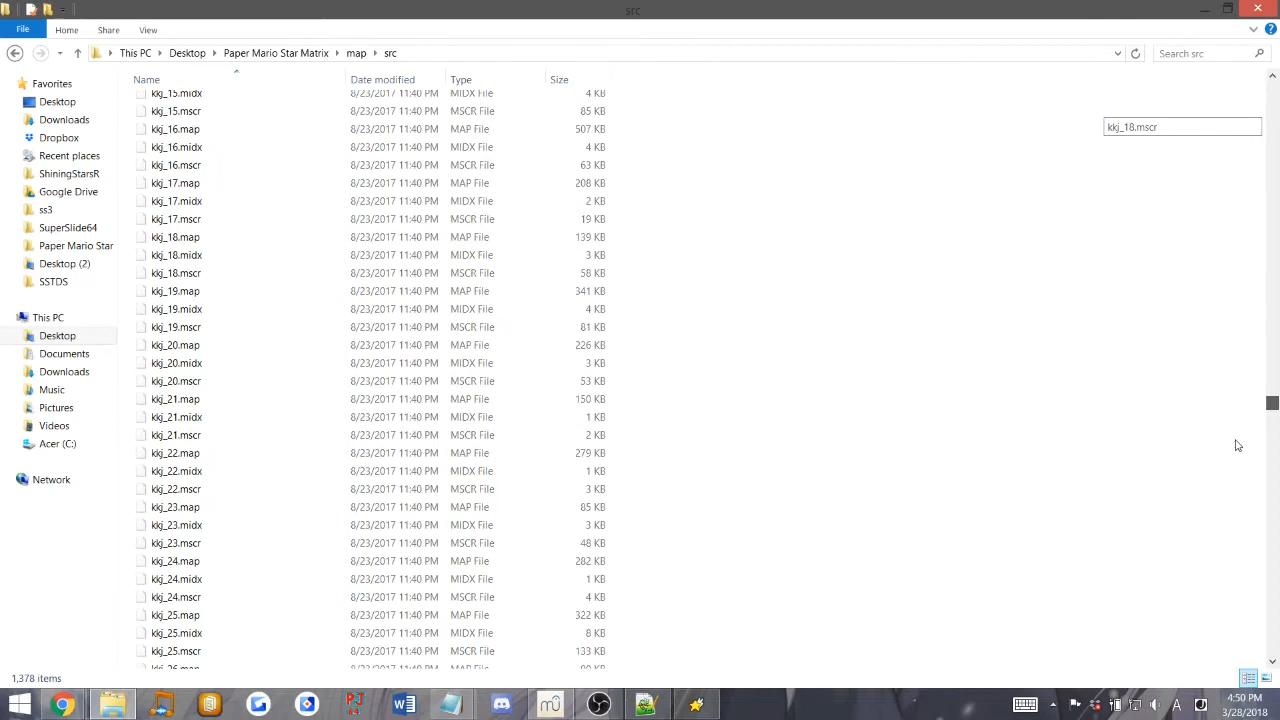 src
File Home Share View
This PC Desktop Paper Mario Star Matrix map src Search src
Name Date modified Type Size
Favorites
Desktop
Downloads
Dropbox
Recent places
ShiningStarsR
Google Drive
ss3
SuperSlide64
Paper Mario Star
Desktop (2)
SSTDS
This PC
Desktop
Documents
Downloads
Music
Pictures
Videos
Acer (C:)
Network
kkj_15.midx 8/23/2017 11:40 PM MIDX File 4 KB
kkj_15.mscr 8/23/2017 11:40 PM MSCR File 85 KB
kkj_16.map 8/23/2017 11:40 PM MAP File 507 KB
kkj_16.midx 8/23/2017 11:40 PM MIDX File 4 KB
kkj_16.mscr 8/23/2017 11:40 PM MSCR File 63 KB
kkj_17.map 8/23/2017 11:40 PM MAP File 208 KB
kkj_17.midx 8/23/2017 11:40 PM MIDX File 2 KB
kkj_17.mscr 8/23/2017 11:40 PM MSCR File 19 KB
kkj_18.map 8/23/2017 11:40 PM MAP File 139 KB
kkj_18.midx 8/23/2017 11:40 PM MIDX File 3 KB
kkj_18.mscr 8/23/2017 11:40 PM MSCR File 58 KB
kkj_19.map 8/23/2017 11:40 PM MAP File 341 KB
kkj_19.midx 8/23/2017 11:40 PM MIDX File 4 KB
kkj_19.mscr 8/23/2017 11:40 PM MSCR File 81 KB
kkj_20.map 8/23/2017 11:40 PM MAP File 226 KB
kkj_20.midx 8/23/2017 11:40 PM MIDX File 3 KB
kkj_20.mscr 8/23/2017 11:40 PM MSCR File 53 KB
kkj_21.map 8/23/2017 11:40 PM MAP File 150 KB
kkj_21.midx 8/23/2017 11:40 PM MIDX File 1 KB
kkj_21.mscr 8/23/2017 11:40 PM MSCR File 2 KB
kkj_22.map 8/23/2017 11:40 PM MAP File 279 KB
kkj_22.midx 8/23/2017 11:40 PM MIDX File 1 KB
kkj_22.mscr 8/23/2017 11:40 PM MSCR File 3 KB
kkj_23.map 8/23/2017 11:40 PM MAP File 85 KB
kkj_23.midx 8/23/2017 11:40 PM MIDX File 3 KB
kkj_23.mscr 8/23/2017 11:40 PM MSCR File 48 KB
kkj_24.map 8/23/2017 11:40 PM MAP File 282 KB
kkj_24.midx 8/23/2017 11:40 PM MIDX File 1 KB
kkj_24.mscr 8/23/2017 11:40 PM MSCR File 4 KB
kkj_25.map 8/23/2017 11:40 PM MAP File 322 KB
kkj_25.midx 8/23/2017 11:40 PM MIDX File 8 KB
kkj_25.mscr 8/23/2017 11:40 PM MSCR File 133 KB
kkj_18.mscr
1,378 items
4:50 PM
3/28/2018